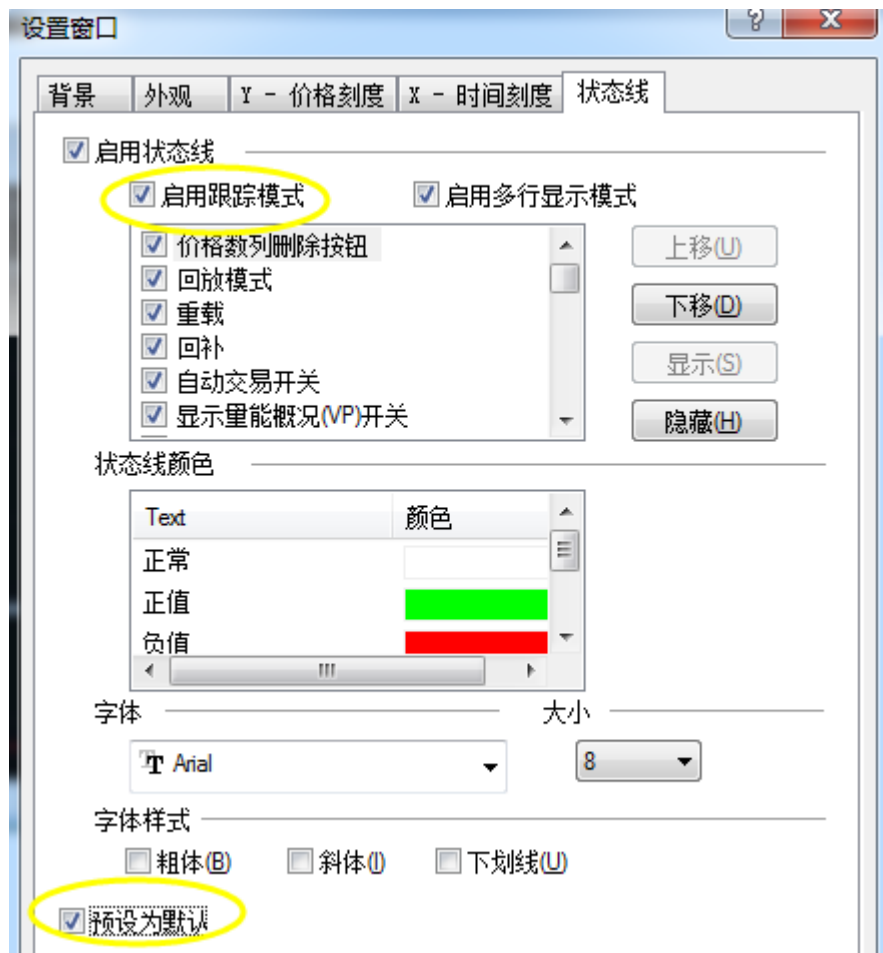 设置窗口
?
背景 外观 Y - 价格刻度 X - 时间刻度 状态线
启用状态线
启用跟踪模式 启用多行显示模式
价格数列删除按钮 上移(U)
回放模式
重载 下移(D)
回补
自动交易开关 显示(S)
显示量能概况(VP)开关 隐藏(H)
状态线颜色
Text 颜色
正常
正值
负值
字体 大小
Arial 8
字体样式
粗体(B) 斜体(I) 下划线(U)
预设为默认